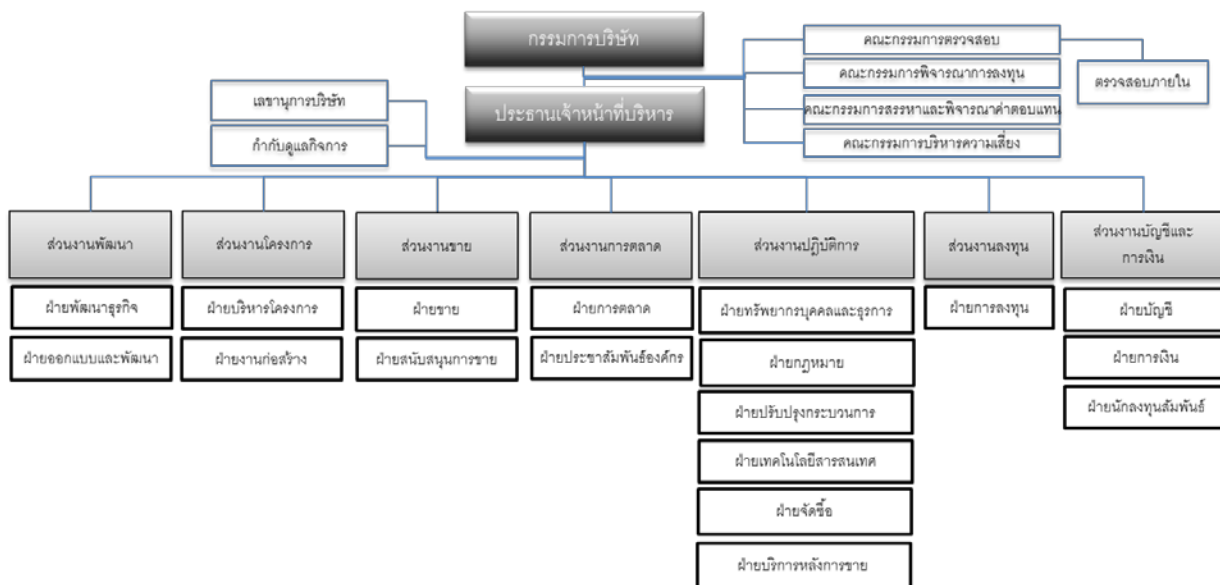 กรรมการบริษัท
คณะกรรมการตรวจสอบ
คณะกรรมการพิจารณาการลงทุน
ตรวจสอบภายใน
เลขานุการบริษัท
ประธานเจ้าหน้าที่บริหาร
คณะกรรมการสรรหาและพิจารณาค่าตอบแทน
กำกับดูแลกิจการ
คณะกรรมการบริหารความเสี่ยง
ส่วนงานพัฒนา
ฝ่ายพัฒนาธุรกิจ
ฝ่ายออกแบบและพัฒนา
ส่วนงานโครงการ
ฝ่ายบริหารโครงการ
ฝ่ายงานก่อสร้าง
ส่วนงานขาย
ฝ่ายขาย
ฝ่ายสนับสนุนการขาย
ส่วนงานการตลาด
ฝ่ายการตลาด
ฝ่ายประชาสัมพันธ์องค์กร
ส่วนงานปฏิบัติการ
ฝ่ายทรัพยากรบุคคลและธุรการ
ฝ่ายกฎหมาย
ฝ่ายปรับปรุงกระบวนการ
ฝ่ายเทคโนโลยีสารสนเทศ
ฝ่ายจัดซื้อ
ฝ่ายบริการหลังการขาย
ส่วนงานลงทุน
ฝ่ายการลงทุน
ส่วนงานบัญชีและ
การเงิน
ฝ่ายบัญชี
ฝ่ายการเงิน
ฝ่ายนักลงทุนสัมพันธ์